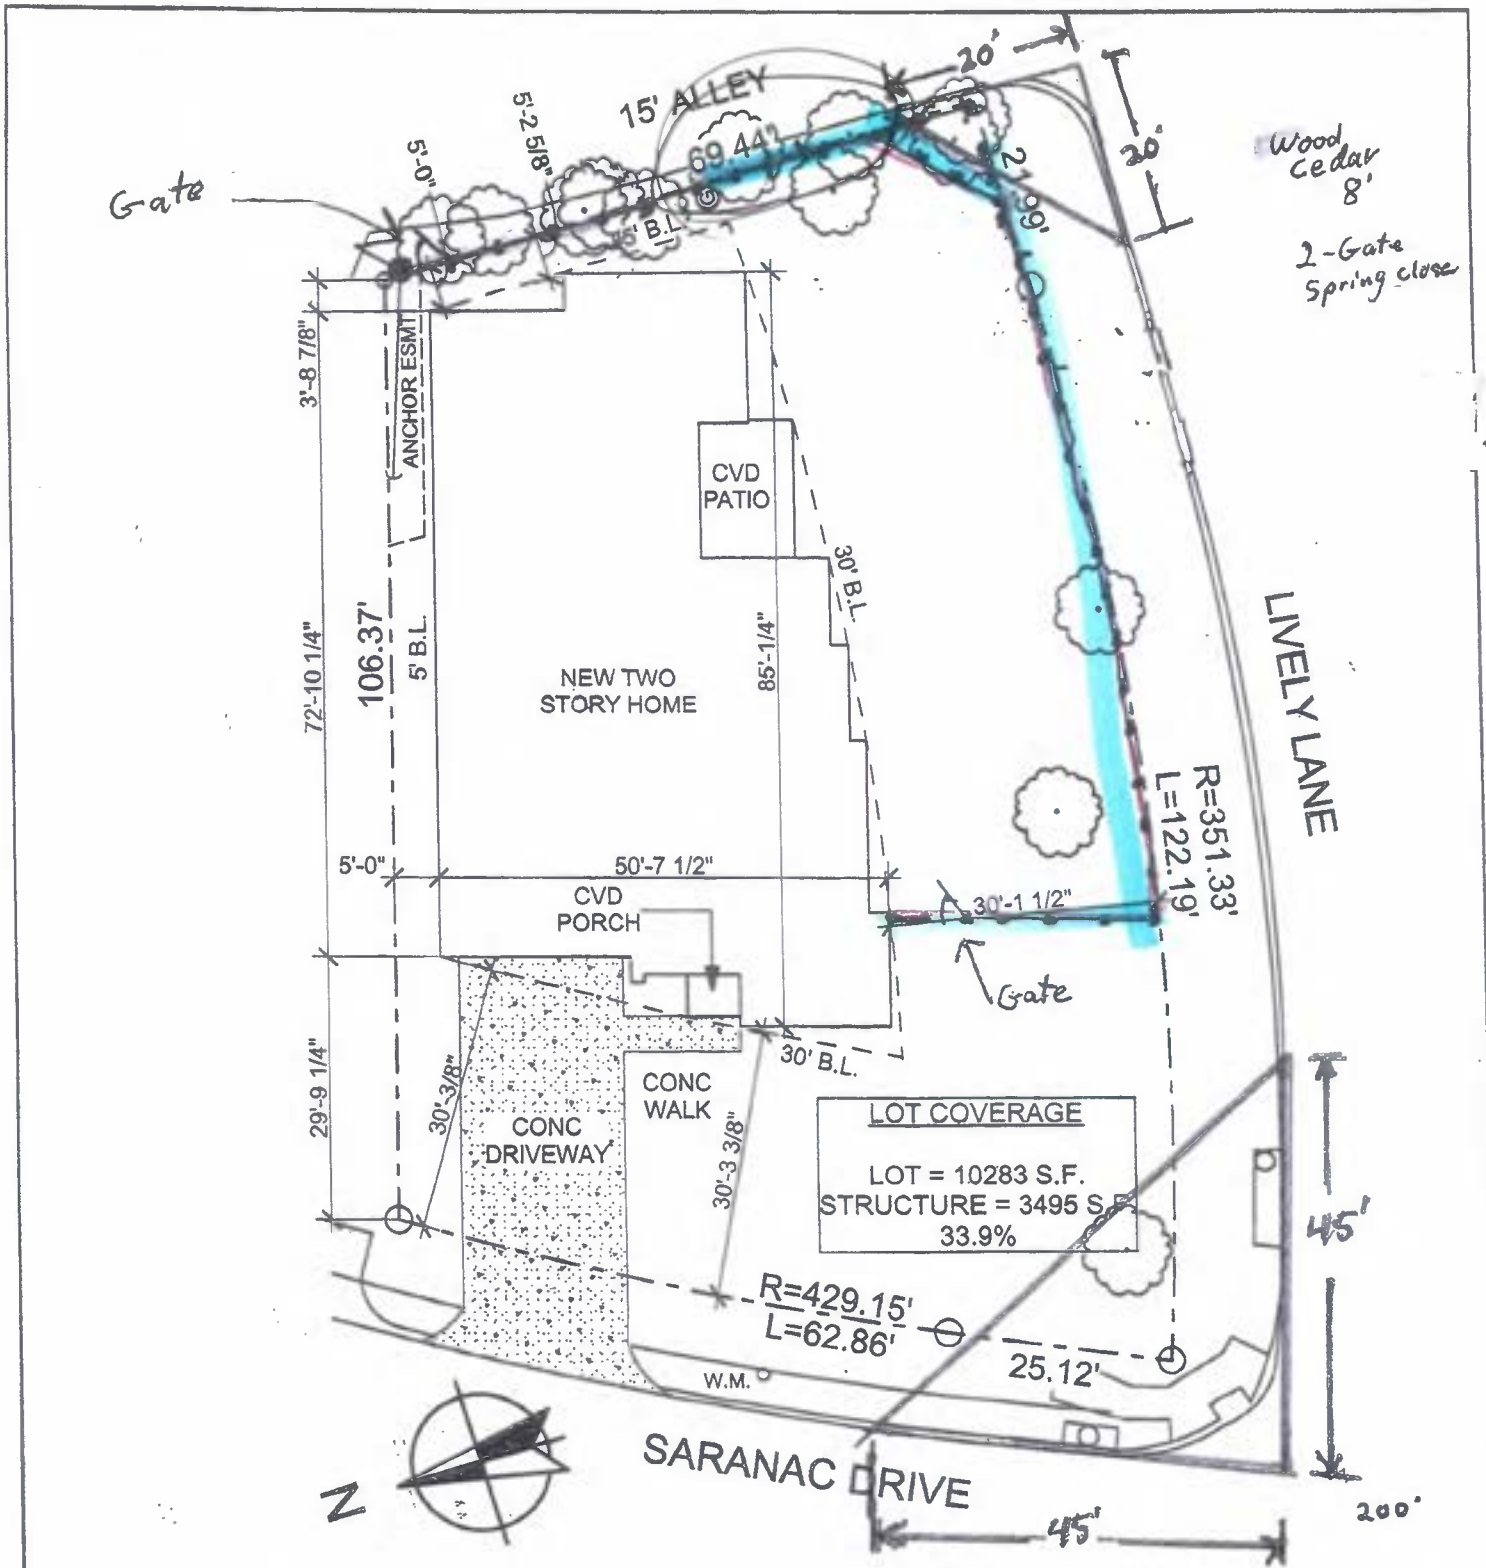 20'
15' ALLEY
5'-2 5/8"
5'-0"
69.44'
20'
Wood
Cedar
8'
2-Gate
Spring closer
Gate
21.99'
5' B.L.
3'-8 7/8"
ANCHOR ESMT
CVD
PATIO
30' B.L.
106.37'
5' B.L.
72'-10 1/4"
NEW TWO
STORY HOME
85'-1/4"
LIVELY LANE
R=351.33'
L=122.19'
5'-0"
50'-7 1/2"
30'-1 1/2"
CVD
PORCH
Gate
30' B.L.
29'-9 1/4"
30'-3/8"
CONC
DRIVEWAY
CONC
WALK
30'-3 3/8"
LOT COVERAGE
LOT = 10283 S.F.
STRUCTURE = 3495 S.F.
33.9%
45'
R=429.15'
L=62.86'
25.12'
W.M.
SARANAC DRIVE
N
45'
200'